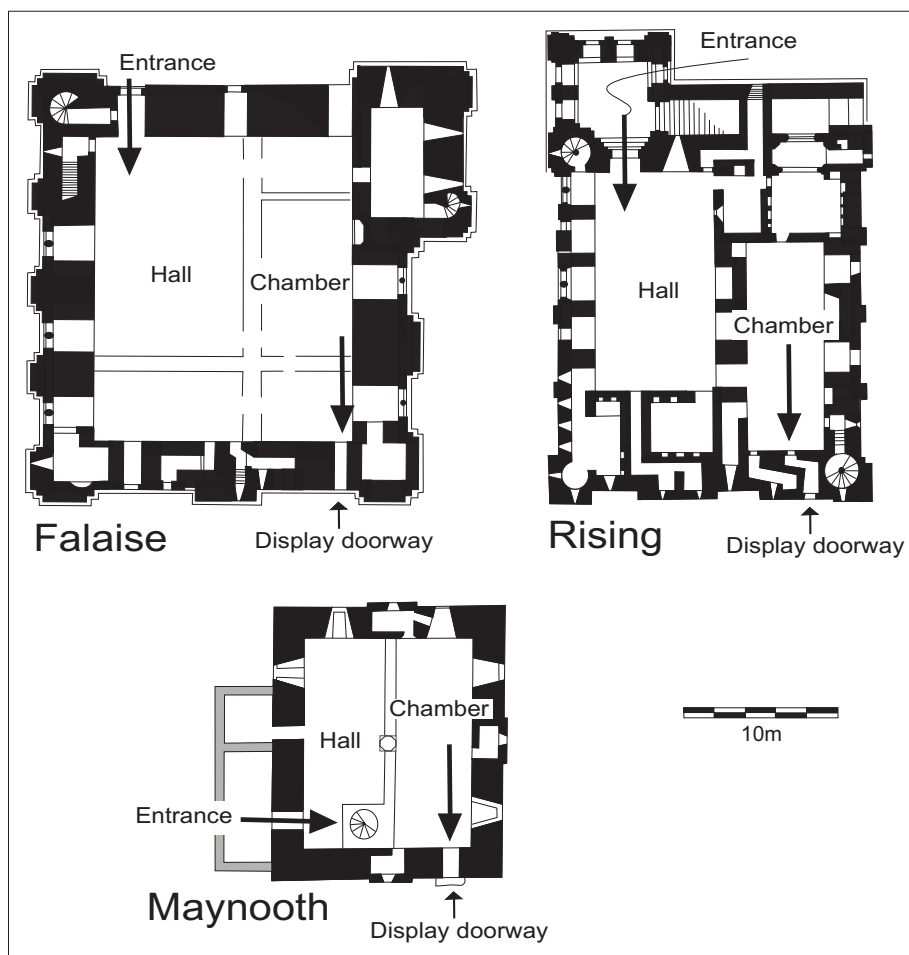 Entrance
Hall
Chamber
Falaise
Display doorway
Entrance
Hall
Chamber
Rising
Display doorway
Chamber
Hall
Entrance
Maynooth
Display doorway
10m